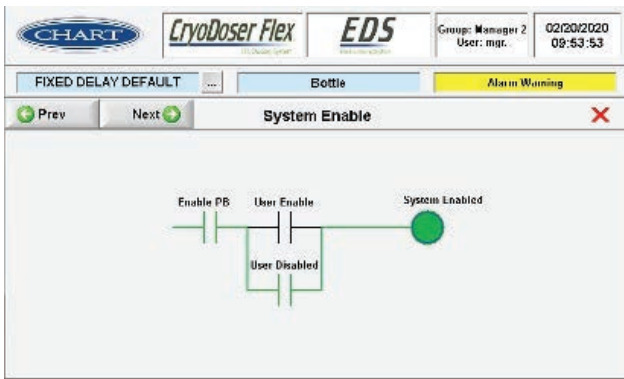 CHART
CryoDoser Flex
EDS
Group: Manager 2
User: mgr.
02/20/2020
09:53:53
FIXED DELAY DEFAULT
...
Bottle
Alarm Warning
Prev
Next
System Enable
Enable PB
User Enable
System Enabled
User Disabled